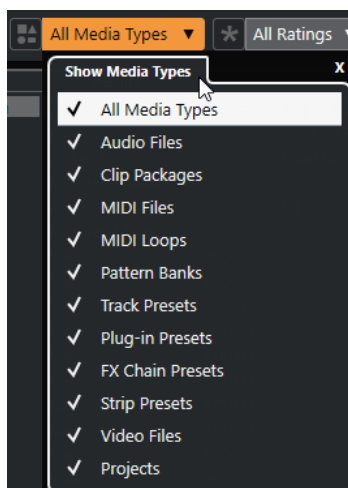 All Media Types ▼ All Ratings
Show Media Types X
✓ All Media Types
✓ Audio Files
✓ Clip Packages
✓ MIDI Files
✓ MIDI Loops
✓ Pattern Banks
✓ Track Presets
✓ Plug-in Presets
✓ FX Chain Presets
✓ Strip Presets
✓ Video Files
✓ Projects